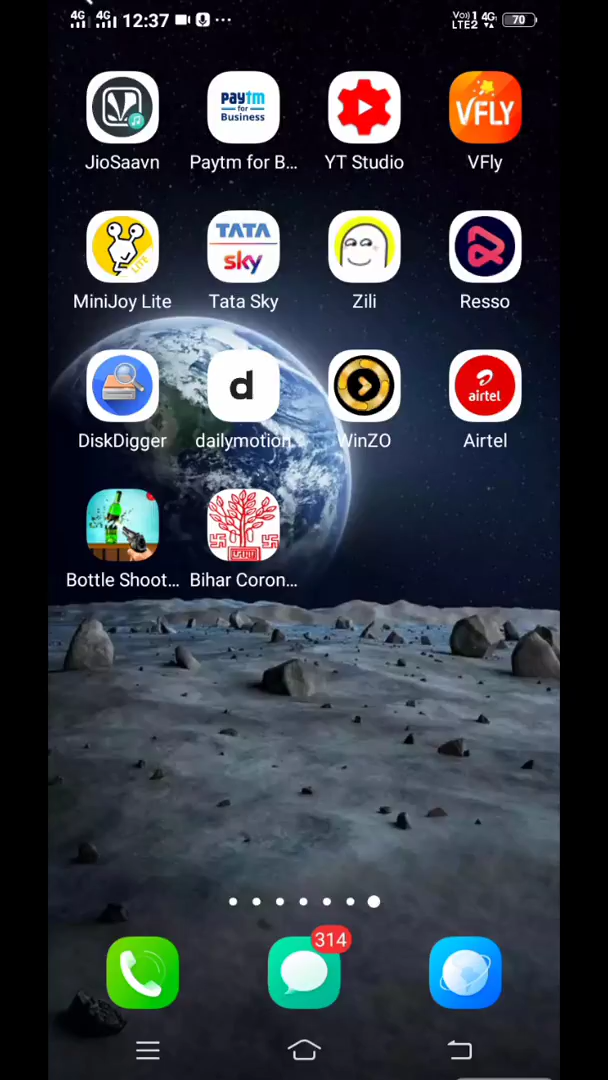 4G 4G 12:37
Vo)) 1 4G
LTE2 70
Paytm
for
Business
VFLY
JioSaavn Paytm for B... YT Studio VFly
LITE
TATA
sky
MiniJoy Lite Tata Sky Zili Resso
d
airtel
DiskDigger dailymotion WinZO Airtel
Bottle Shoot... Bihar Coron...
314